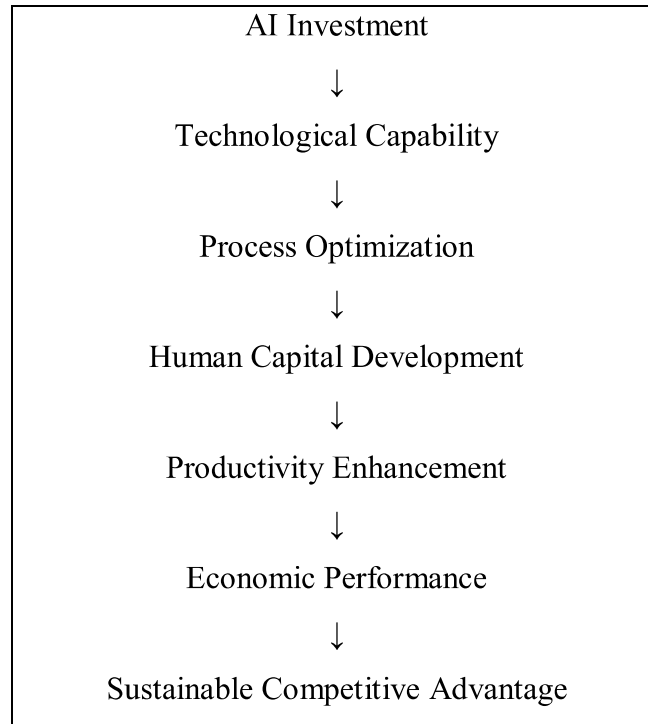 AI Investment
↓
Technological Capability
↓
Process Optimization
↓
Human Capital Development
↓
Productivity Enhancement
↓
Economic Performance
↓
Sustainable Competitive Advantage